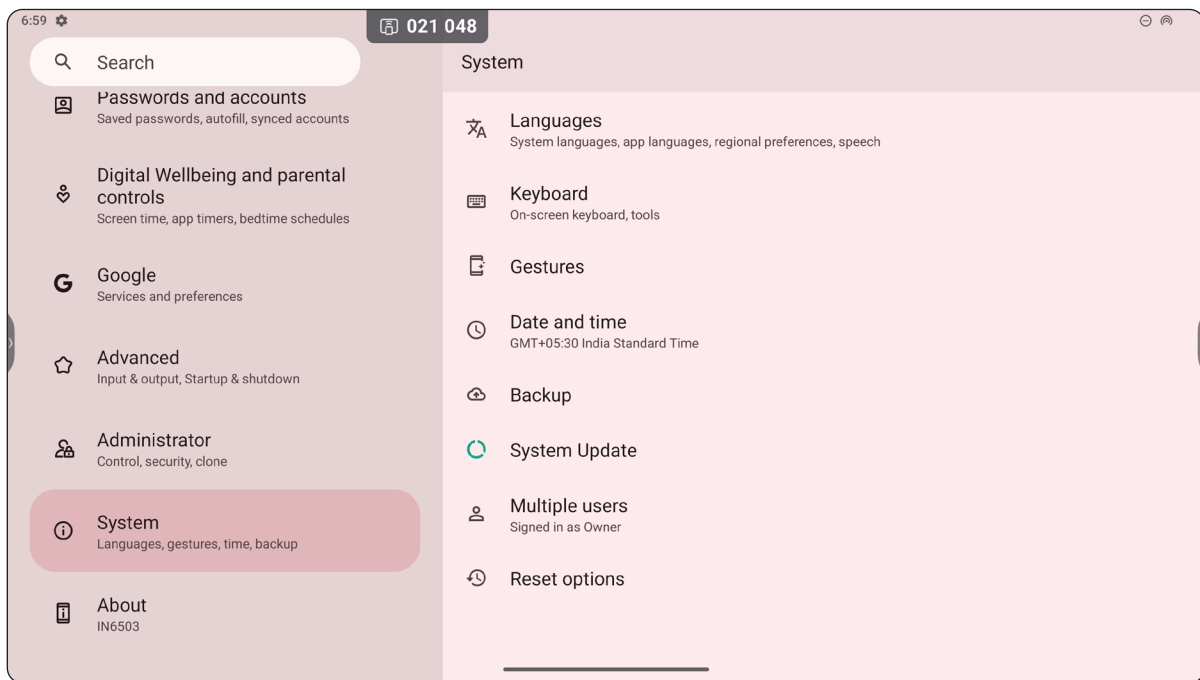 6:59
021 048
Search
Passwords and accounts
Saved passwords, autofill, synced accounts
Digital Wellbeing and parental
controls
Screen time, app timers, bedtime schedules
Google
Services and preferences
Advanced
Input & output, Startup & shutdown
Administrator
Control, security, clone
System
Languages, gestures, time, backup
About
IN6503
System
Languages
System languages, app languages, regional preferences, speech
Keyboard
On-screen keyboard, tools
Gestures
Date and time
GMT+05:30 India Standard Time
Backup
System Update
Multiple users
Signed in as Owner
Reset options